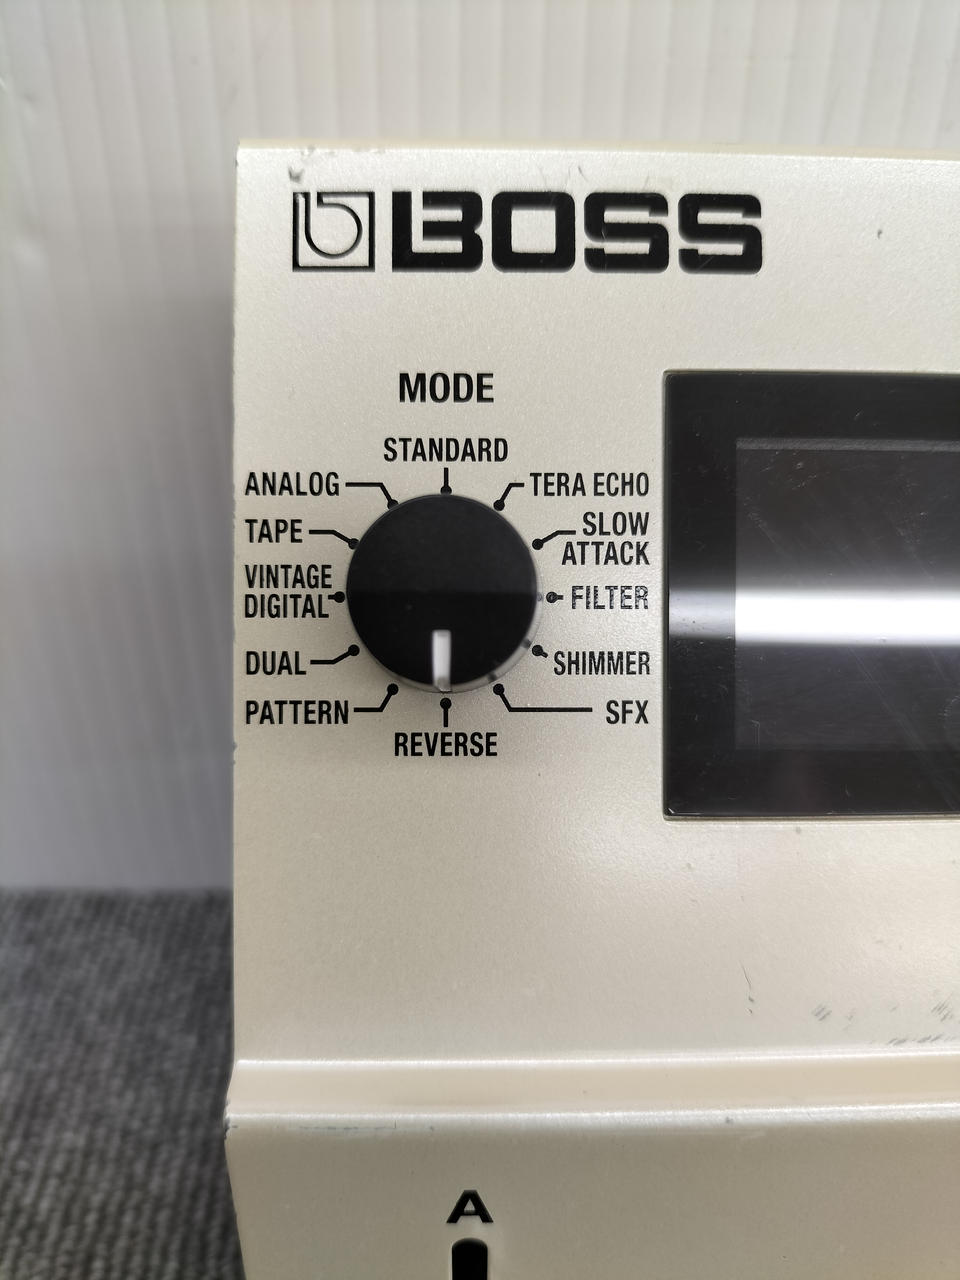 BOSS
MODE
STANDARD
ANALOG
TERA ECHO
TAPE
SLOW
ATTACK
VINTAGE
DIGITAL
FILTER
DUAL
SHIMMER
PATTERN
SFX
REVERSE
A